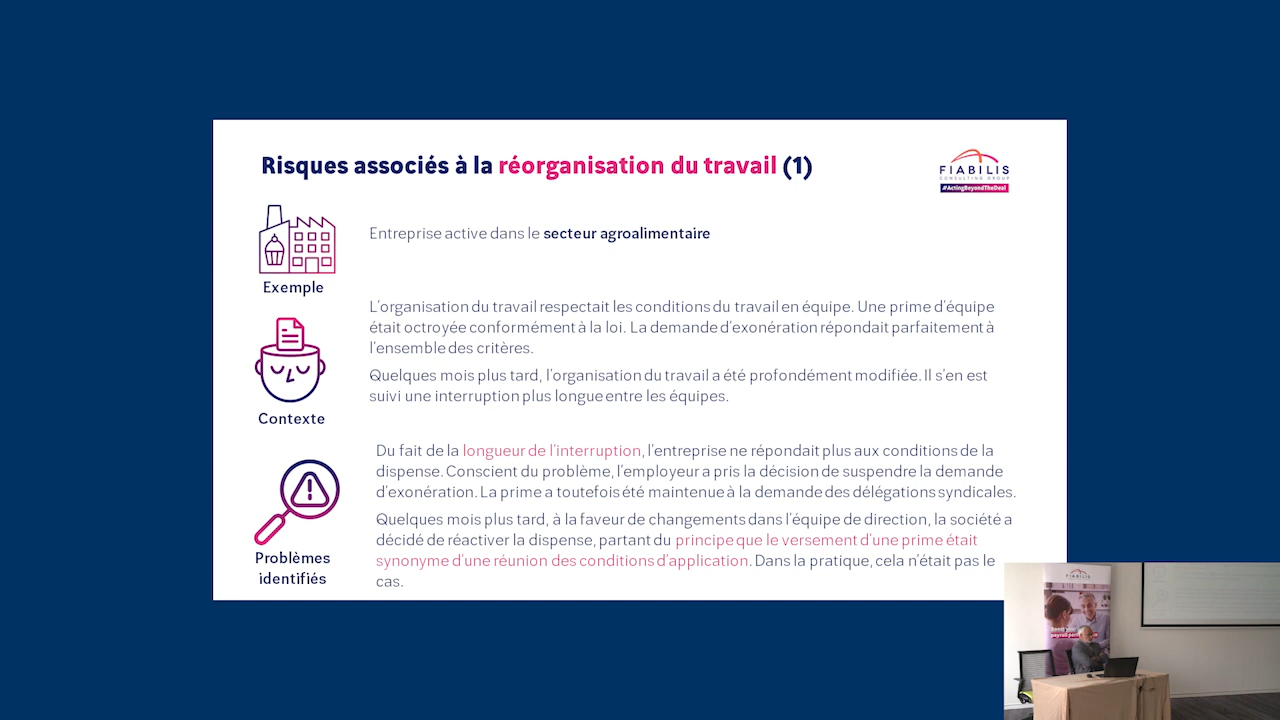 Risques associés à la réorganisation du travail (1)
FIABILIS
CONSULTING GROUP
#ActingBeyondTheDeal
Entreprise active dans le secteur agroalimentaire
Exemple
L'organisation du travail respectait les conditions du travail en équipe. Une prime d'équipe
était octroyée conformément à la loi. La demande d'exonération répondait parfaitement à
l'ensemble des critères.
Quelques mois plus tard, l'organisation du travail a été profondément modifiée. Il s'en est
suivi une interruption plus longue entre les équipes.
Contexte
Du fait de la longueur de l'interruption, l'entreprise ne répondait plus aux conditions de la
dispense. Conscient du problème, l'employeur a pris la décision de suspendre la demande
d'exonération. La prime a toutefois été maintenue à la demande des délégations syndicales.
Quelques mois plus tard, à la faveur de changements dans l'équipe de direction, la société a
décidé de réactiver la dispense, partant du principe que le versement d'une prime était
synonyme d'une réunion des conditions d'application. Dans la pratique, cela n'était pas le
cas.
Problèmes
identifiés
FIABILIS